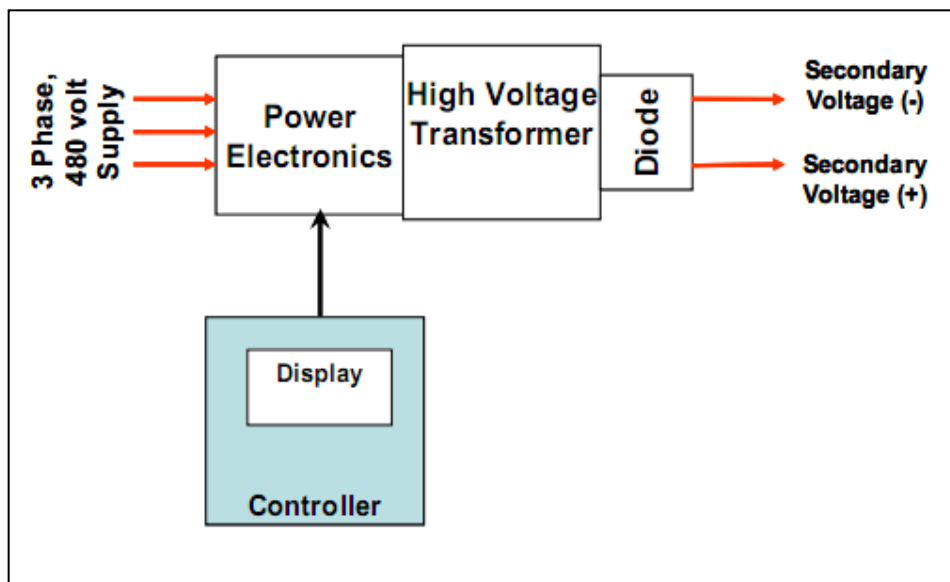 3 Phase,
480 volt
Supply
Power
Electronics
High Voltage
Transformer
Diode
Secondary
Voltage (-)
Secondary
Voltage (+)
Display
Controller